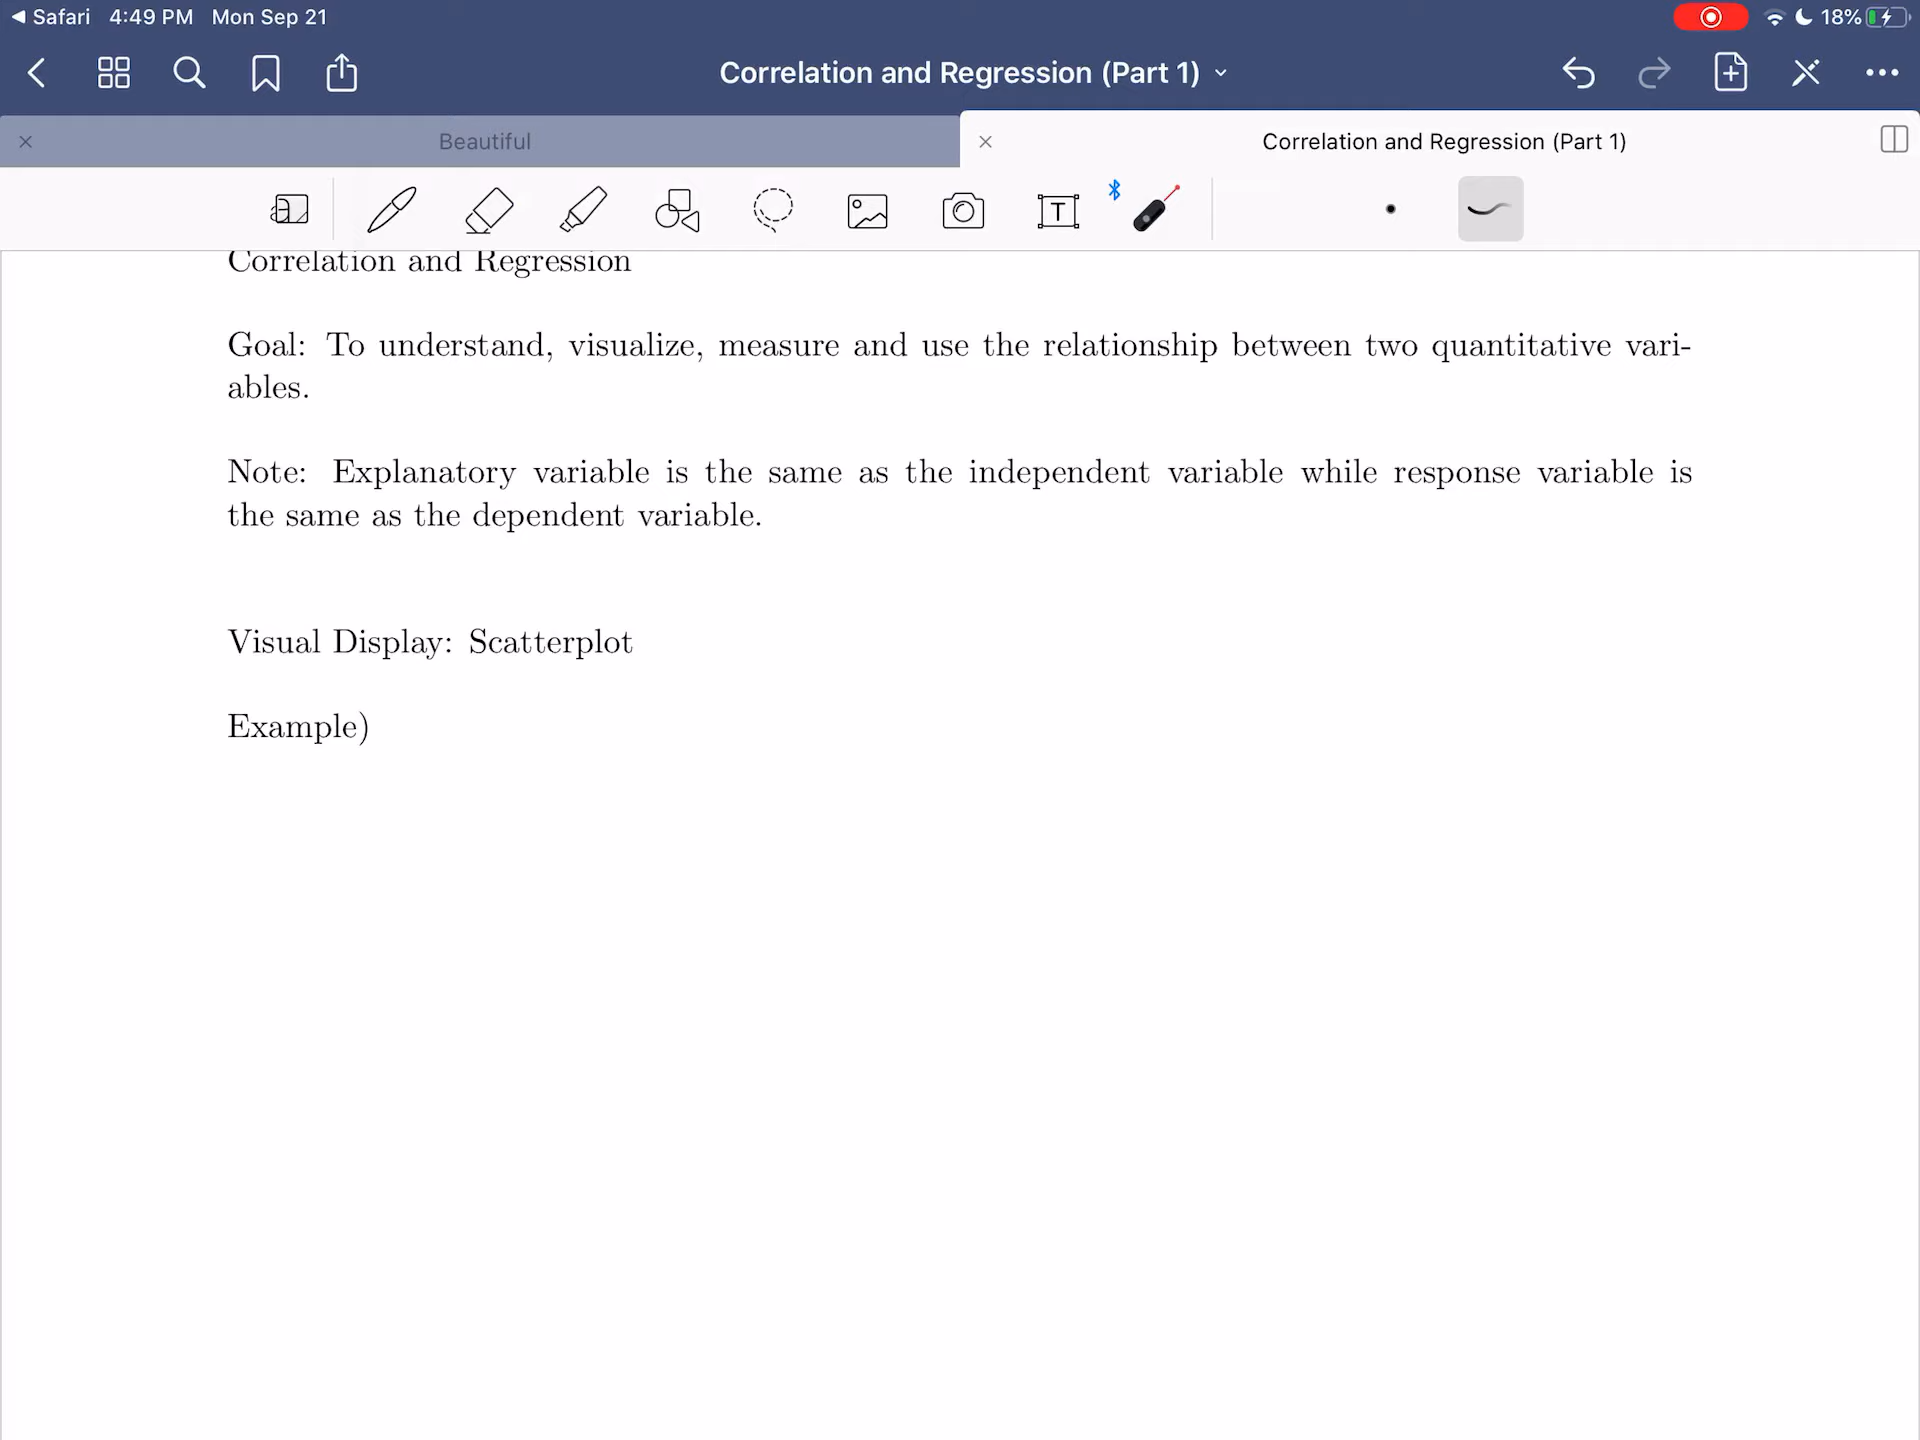 ◀ Safari 4:49 PM Mon Sep 21 18%
Correlation and Regression (Part 1)
Beautiful Correlation and Regression (Part 1)
Correlation and Regression
Goal: To understand, visualize, measure and use the relationship between two quantitative vari-
ables.
Note: Explanatory variable is the same as the independent variable while response variable is
the same as the dependent variable.
Visual Display: Scatterplot
Example)